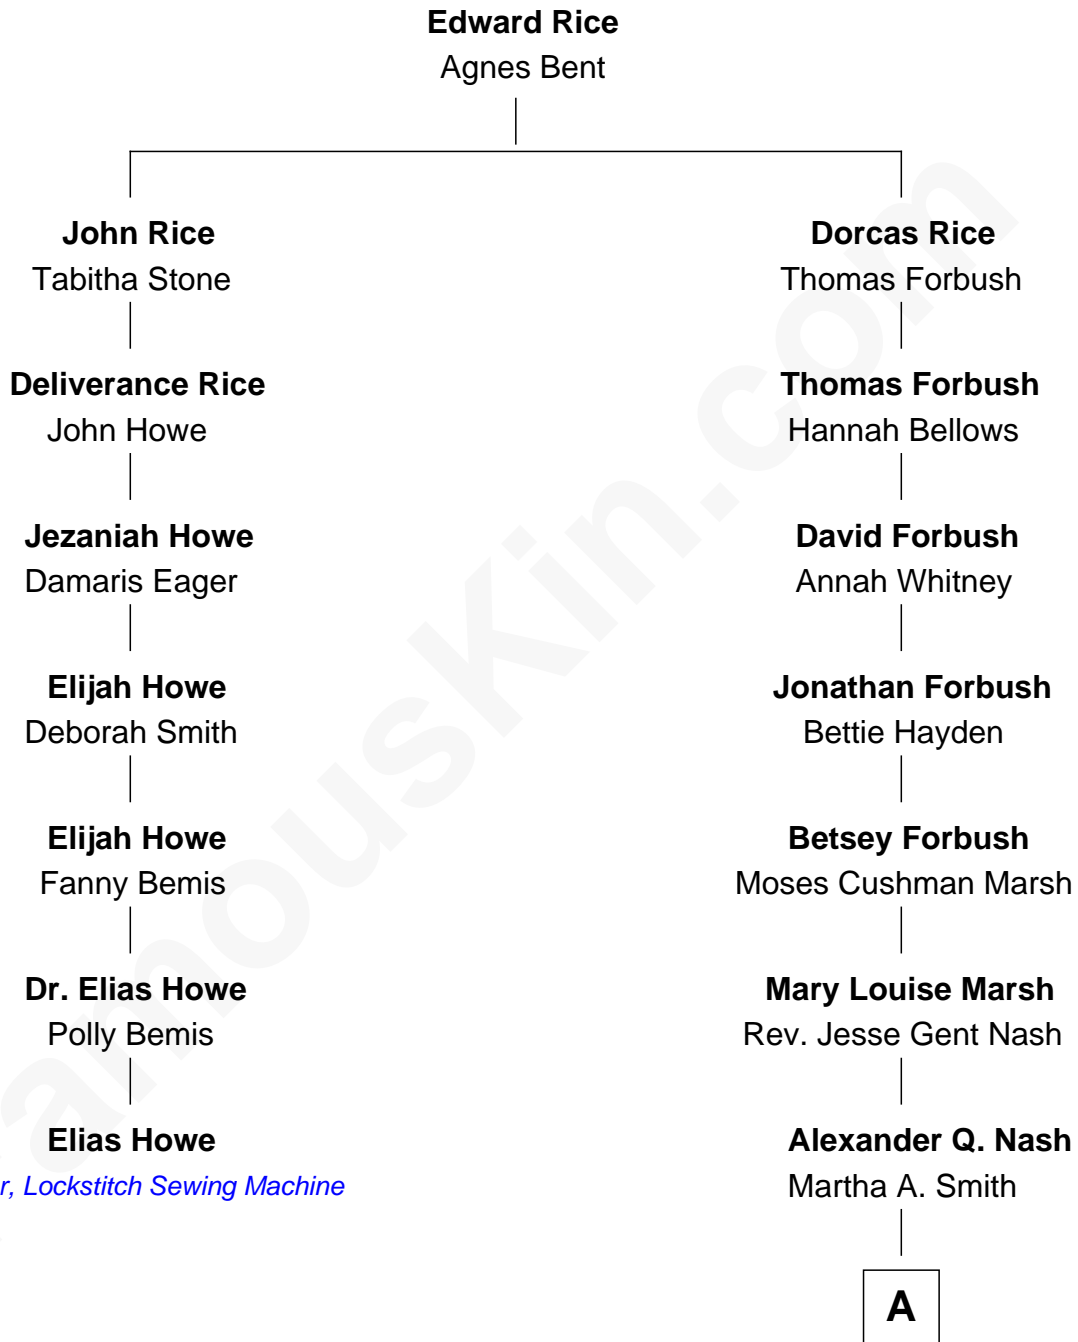 Edward Rice
Agnes Bent
John Rice
Tabitha Stone
Dorcas Rice
Thomas Forbush
Deliverance Rice
John Howe
Thomas Forbush
Hannah Bellows
Jezaniah Howe
Damaris Eager
David Forbush
Annah Whitney
Elijah Howe
Deborah Smith
Jonathan Forbush
Bettie Hayden
Elijah Howe
Fanny Bemis
Betsey Forbush
Moses Cushman Marsh
Dr. Elias Howe
Polly Bemis
Mary Louise Marsh
Rev. Jesse Gent Nash
Elias Howe
r, Lockstitch Sewing Machine
Alexander Q. Nash
Martha A. Smith
A
amousKin.com